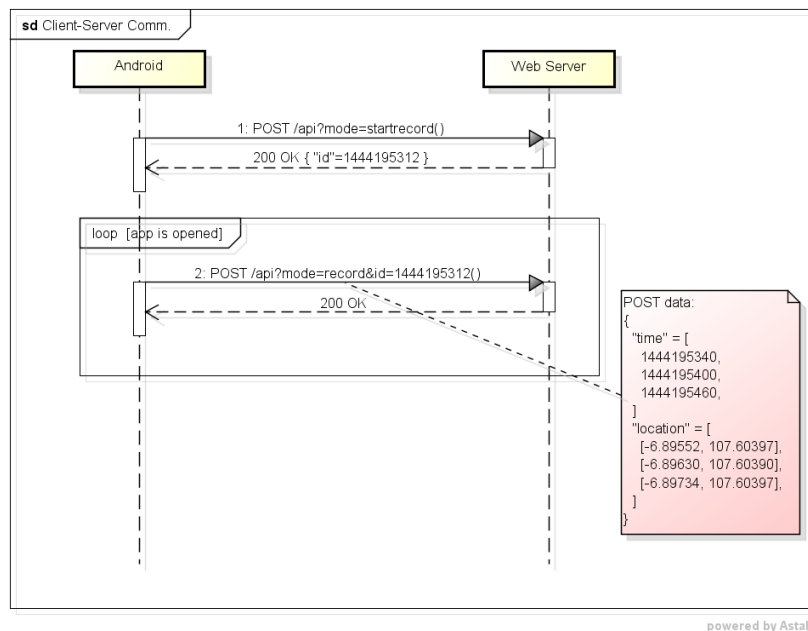 sd Client-Server Comm.
Android
Web Server
1: POST /api?mode=startrecord()
200 OK { "id"=1444195312 }
loop [app is opened]
2: POST /api?mode=record&id=1444195312()
200 OK
POST data:
{
"time" = [
1444195340,
1444195400,
1444195460,
]
"location" = [
[-6.89552, 107.60397],
[-6.89630, 107.60390],
[-6.89734, 107.60397],
]
}
powered by